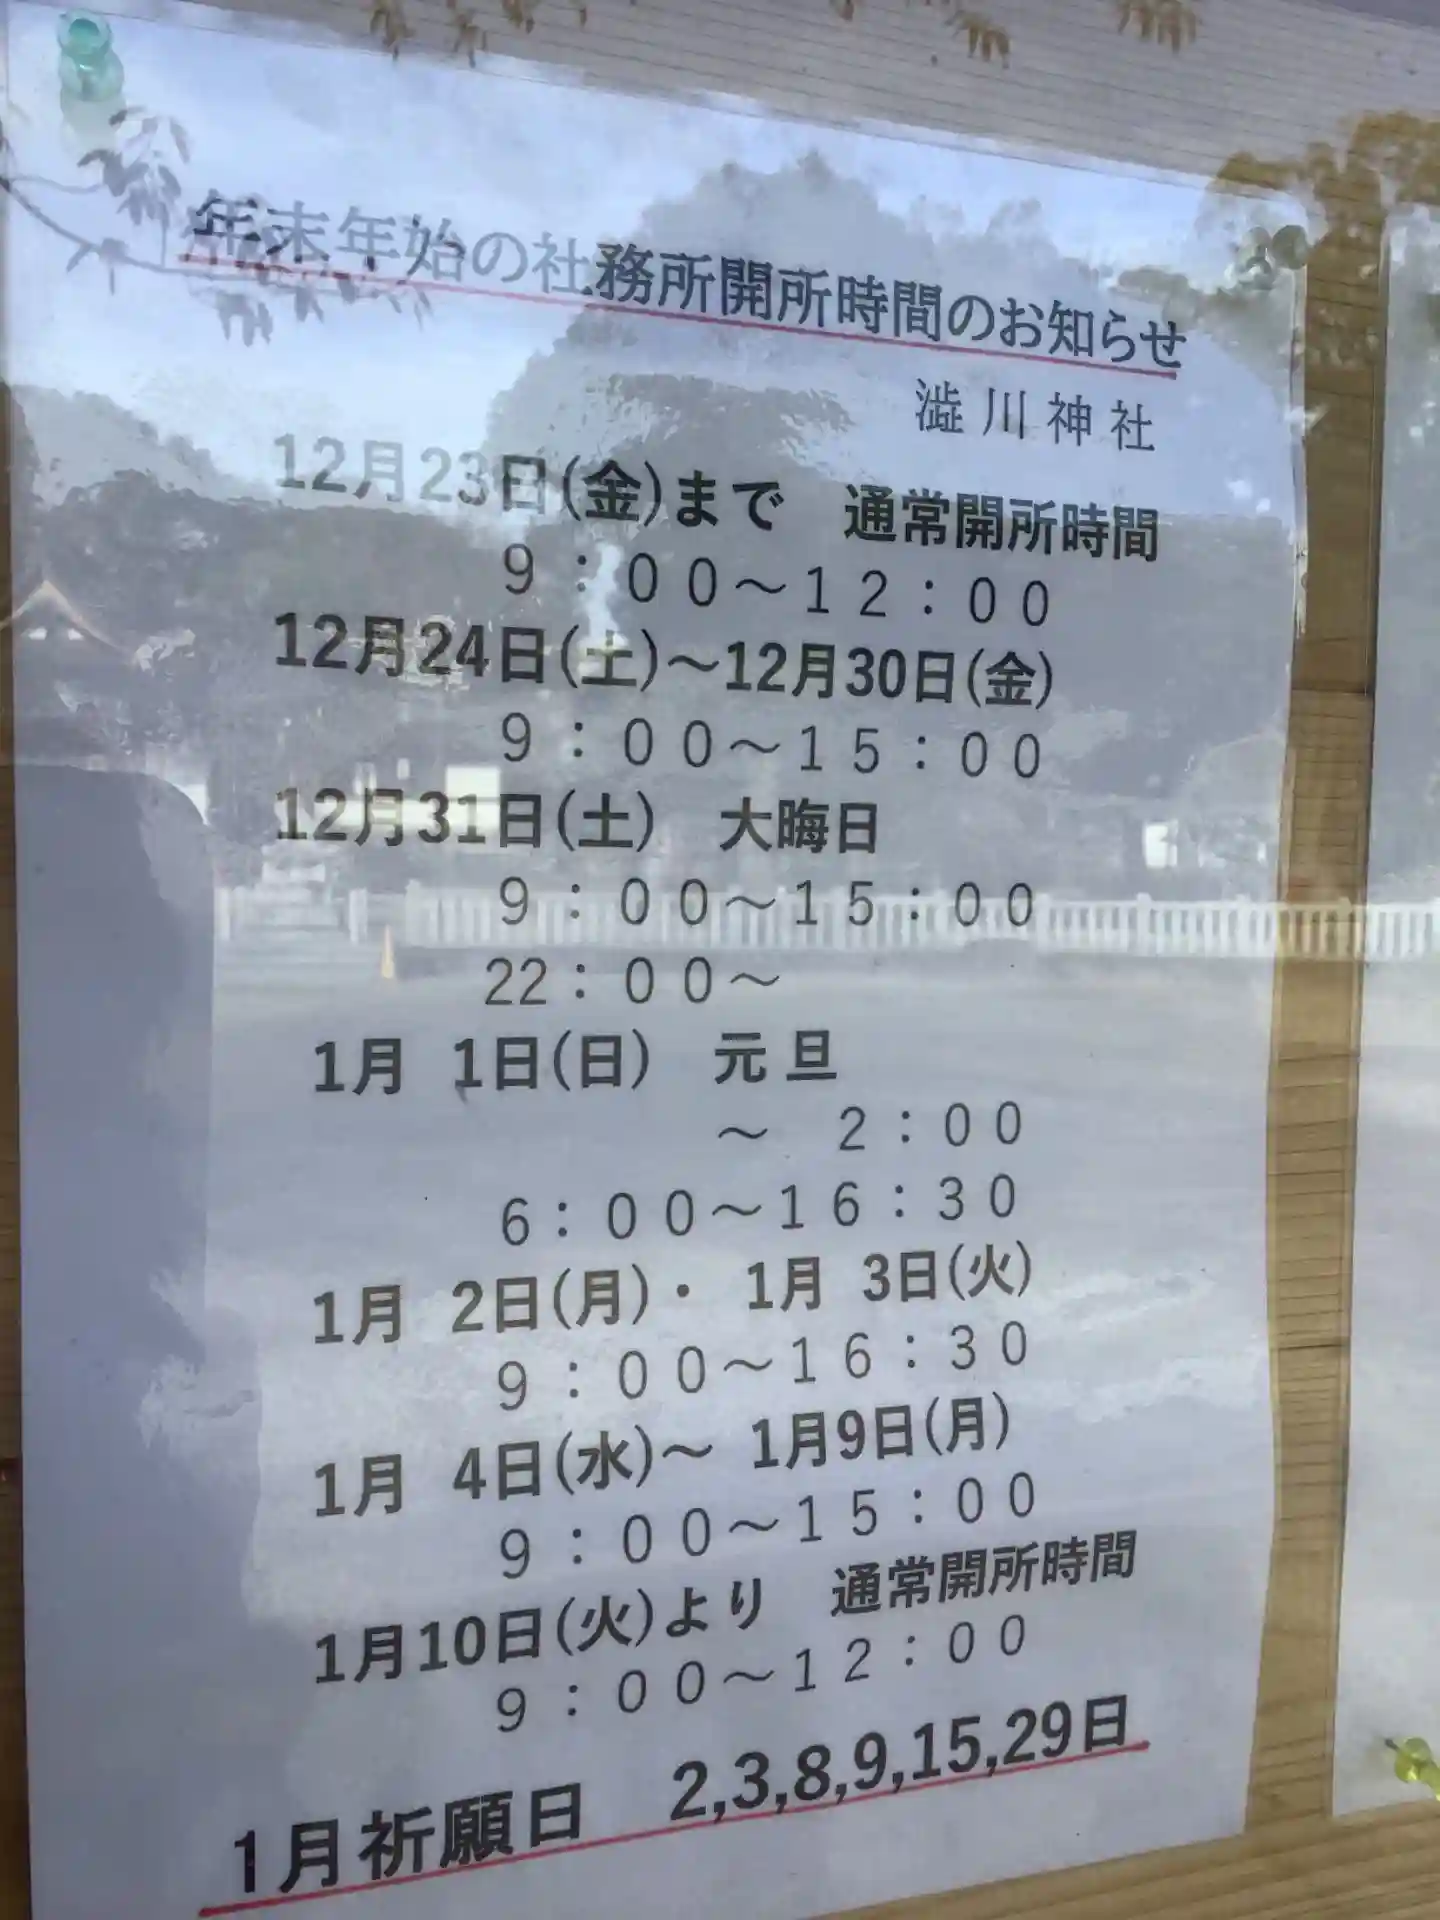 年末年始の社務所開所時間のお知らせ
澁川神社
12月23日(金)まで　通常開所時間
9：00～12：00
12月24日(土)～12月30日(金)
9：00～15：00
12月31日(土)　大晦日
9：00～15：00
22：00～
1月 1日(日)　元旦
～　2：00
6：00～16：30
1月 2日(月)・ 1月 3日(火)
9：00～16：30
1月 4日(水)～ 1月9日(月)
9：00～15：00
1月10日(火)より　通常開所時間
9：00～12：00
1月祈願日　2,3,8,9,15,29日